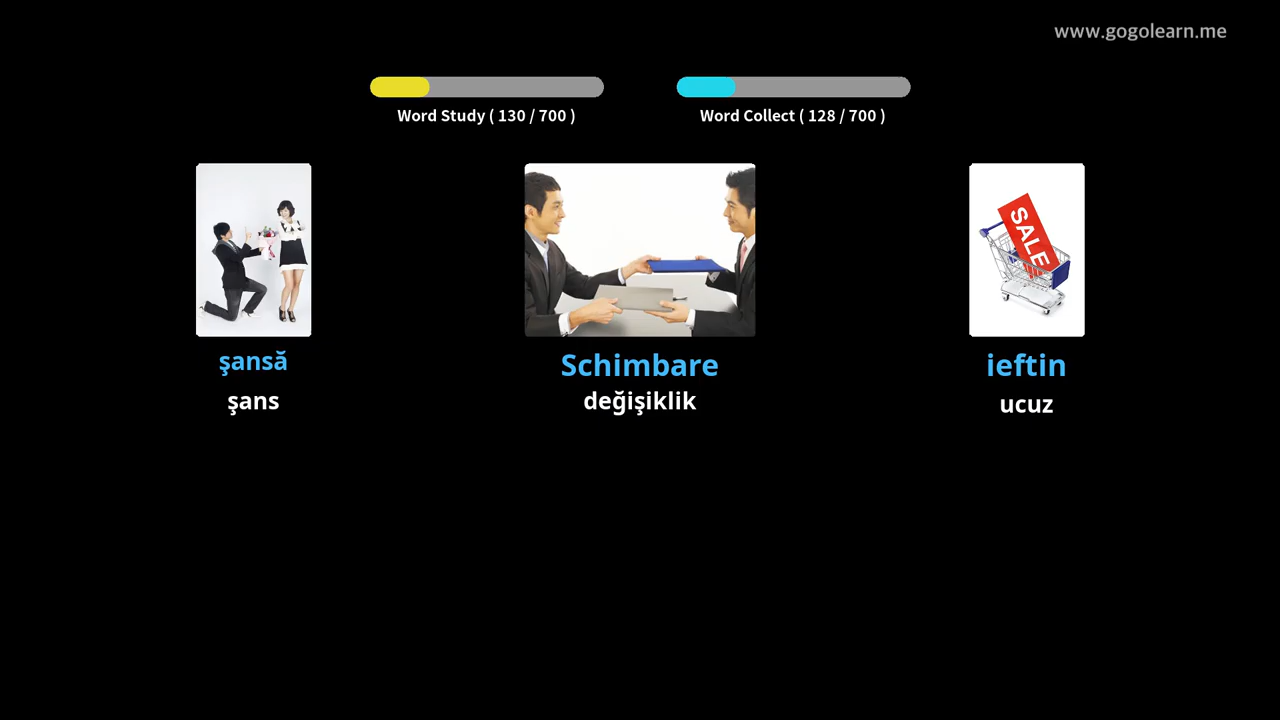 www.gogolearn.me
Word Study ( 130 / 700 )
Word Collect ( 128 / 700 )
SALE
şansă
şans
Schimbare
değişiklik
ieftin
ucuz